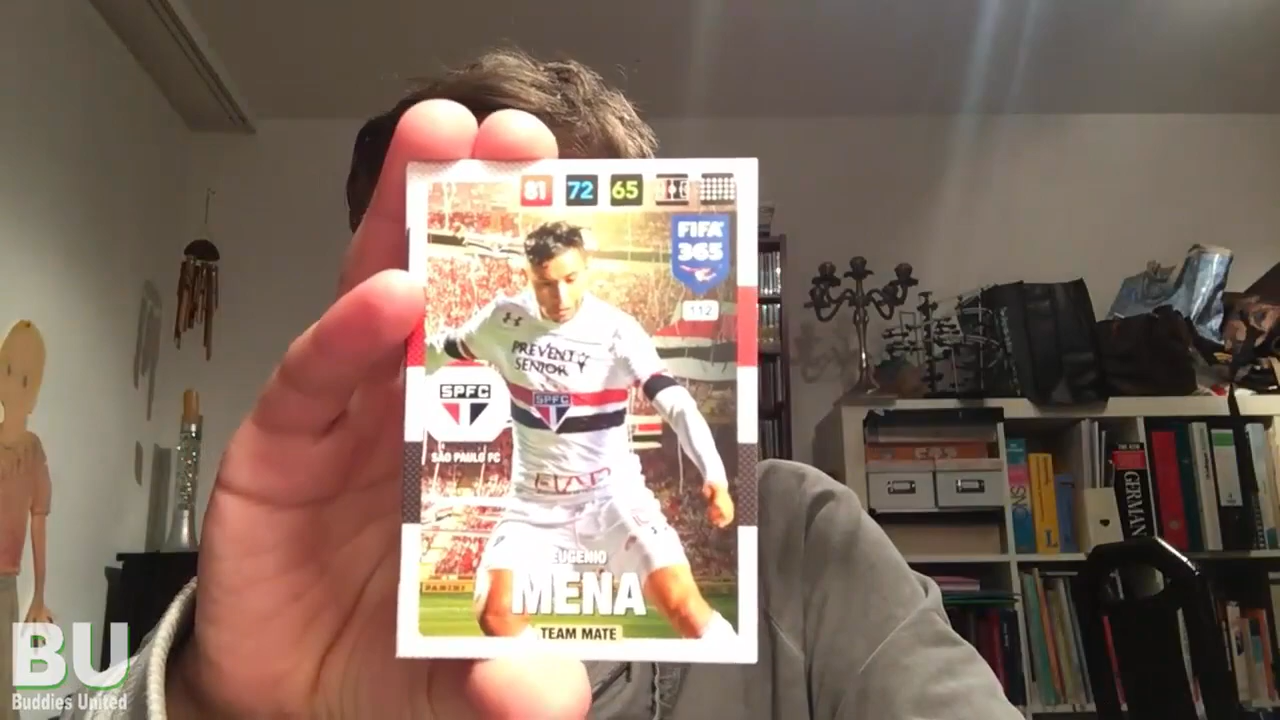 81 72 65
FIFA
365
112
PREVENT
SENIOR
SPFC
SPFC
SÃO PAULO FC
EUGENIO
MENA
PANINI
TEAM MATE
GERMAN
BU
Buddies United